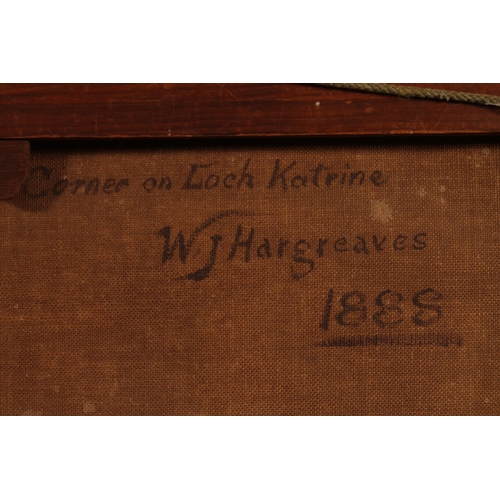 Corner on Loch Katrine
WJ Hargreaves
1888